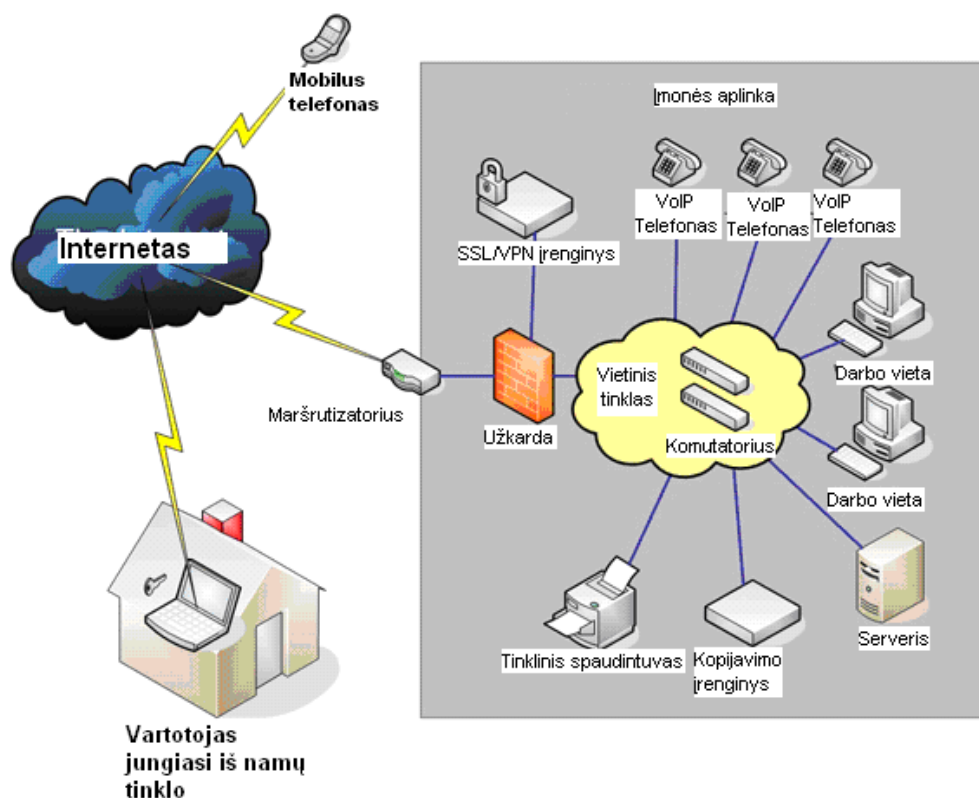 Mobilus
telefonas
Įmonės aplinka
VoIP
Telefonas
VoIP
Telefonas
VoIP
Telefonas
Internetas
SSL/VPN įrenginys
Vietinis
tinklas
Darbo vieta
Maršrutizatorius
Užkarda
Komutatorius
Darbo vieta
Tinklinis spaudintuvas
Kopijavimo
įrenginys
Serveris
Vartotojas
jungiasi iš namų
tinklo